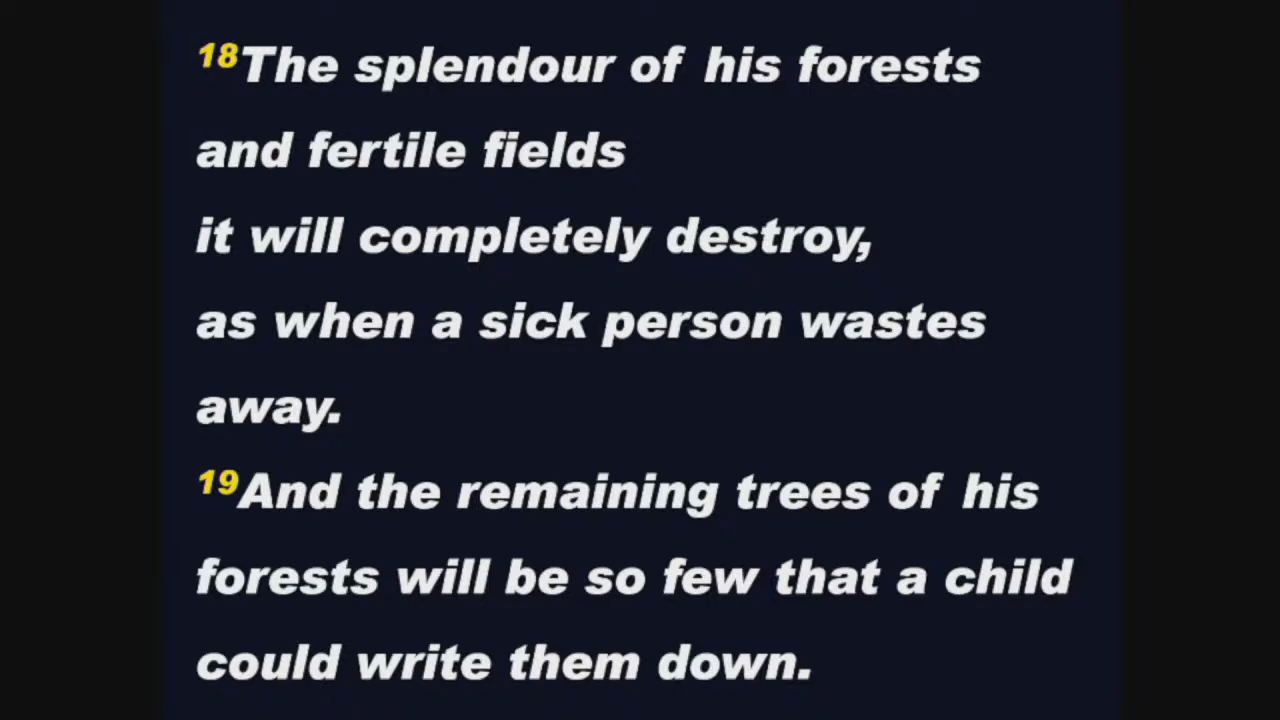 18The splendour of his forests
and fertile fields
it will completely destroy,
as when a sick person wastes
away.
19And the remaining trees of his
forests will be so few that a child
could write them down.